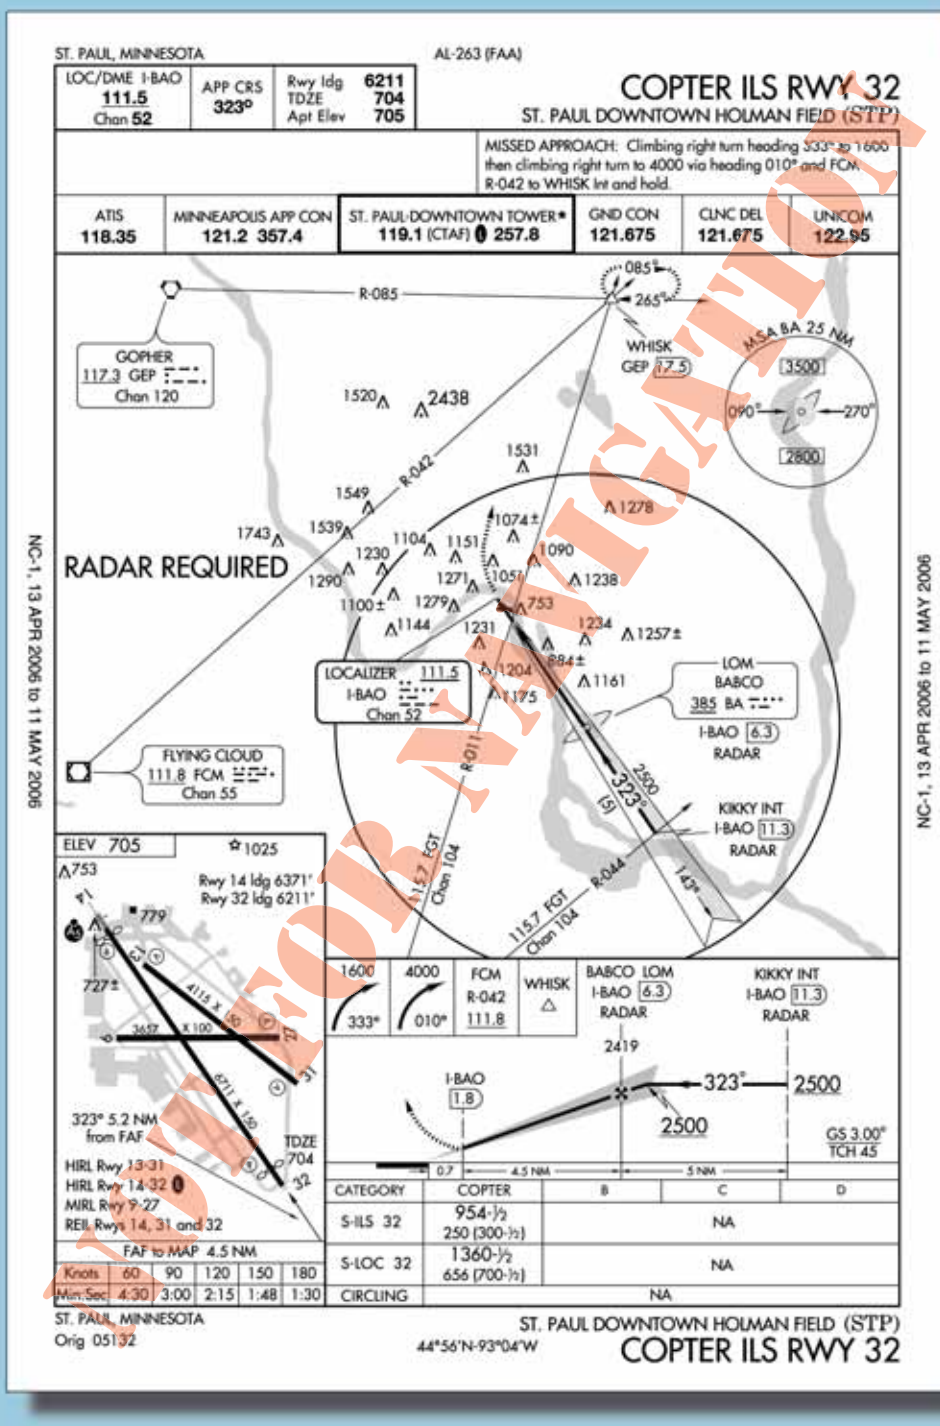 ST. PAUL, MINNESOTA
AL-263 (FAA)
LOC/DME I-BAO
111.5
Chan 52
APP CRS
323°
Rwy ldg 6211
TDZE 704
Apt Elev 705
COPTER ILS RWY 32
ST. PAUL DOWNTOWN HOLMAN FIELD (STP)
MISSED APPROACH: Climbing right turn heading 333° to 1600
then climbing right turn to 4000 via heading 010° and FCM
R-042 to WHISK Int and hold.
ATIS
118.35
MINNEAPOLIS APP CON
121.2 357.4
ST. PAUL DOWNTOWN TOWER*
119.1 (CTAF) L 257.8
GND CON
121.675
CLNC DEL
121.675
UNICOM
122.95
R-085
085°
265°
GOPHER
117.3 GEP
Chan 120
WHISK
GEP 17.5
MSA BA 25 NM
3500
090°
270°
2800
1520
2438
R-042
1531
1549
1278
1743
1539
1104
1151
1074±
1090
RADAR REQUIRED
1230
1290
1271
1051
1238
1100±
1279
753
1144
1231
1234
1257±
884±
1204
1161
1175
LOCALIZER 111.5
I-BAO
Chan 52
LOM
BABCO
385 BA
I-BAO 6.3
RADAR
FLYING CLOUD
111.8 FCM
Chan 55
R-011
2500
323°
(5)
KIKKY INT
I-BAO 11.3
RADAR
143°
115.7 FGT
Chan 104
R-044
115.7 FGT
Chan 104
NC-1, 13 APR 2006 to 11 MAY 2006
NC-1, 13 APR 2006 to 11 MAY 2006
ELEV 705
1025
753
Rwy 14 ldg 6371'
Rwy 32 ldg 6211'
14
779
A5
13
727±
4115 X 150
9
3657 X 100
27
31
6711 X 150
323° 5.2 NM
from FAF
TDZE
704
32
HIRL Rwy 13-31
HIRL Rwy 14-32 L
MIRL Rwy 9-27
REIL Rwys 14, 31 and 32
FAF to MAP 4.5 NM
Knots 60 90 120 150 180
Min:Sec 4:30 3:00 2:15 1:48 1:30
1600
333°
4000
010°
FCM
R-042
111.8
WHISK
BABCO LOM
I-BAO 6.3
RADAR
KIKKY INT
I-BAO 11.3
RADAR
2419
I-BAO
1.8
323°
2500
2500
GS 3.00°
TCH 45
0.7
4.5 NM
5 NM
CATEGORY COPTER B C D
S-ILS 32 954-½ 250 (300-½) NA
S-LOC 32 1360-½ 656 (700-½) NA
CIRCLING NA
ST. PAUL, MINNESOTA
Orig 05132
44°56'N-93°04'W
ST. PAUL DOWNTOWN HOLMAN FIELD (STP)
COPTER ILS RWY 32
NOT FOR NAVIGATION